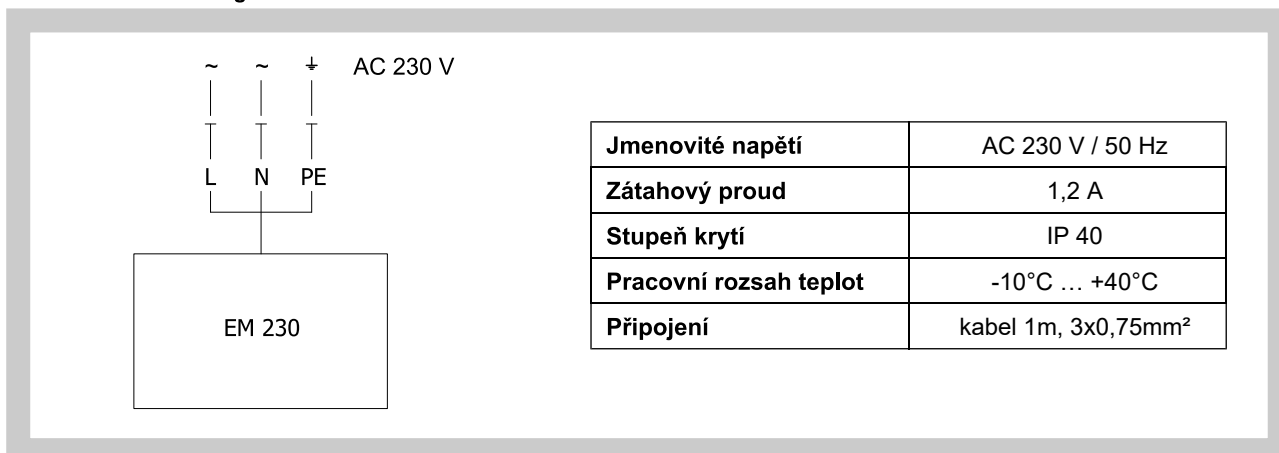 ~ ~ ⏚ AC 230 V
L N PE
EM 230
Jmenovité napětí AC 230 V / 50 Hz
Zátahový proud 1,2 A
Stupeň krytí IP 40
Pracovní rozsah teplot -10°C … +40°C
Připojení kabel 1m, 3x0,75mm²